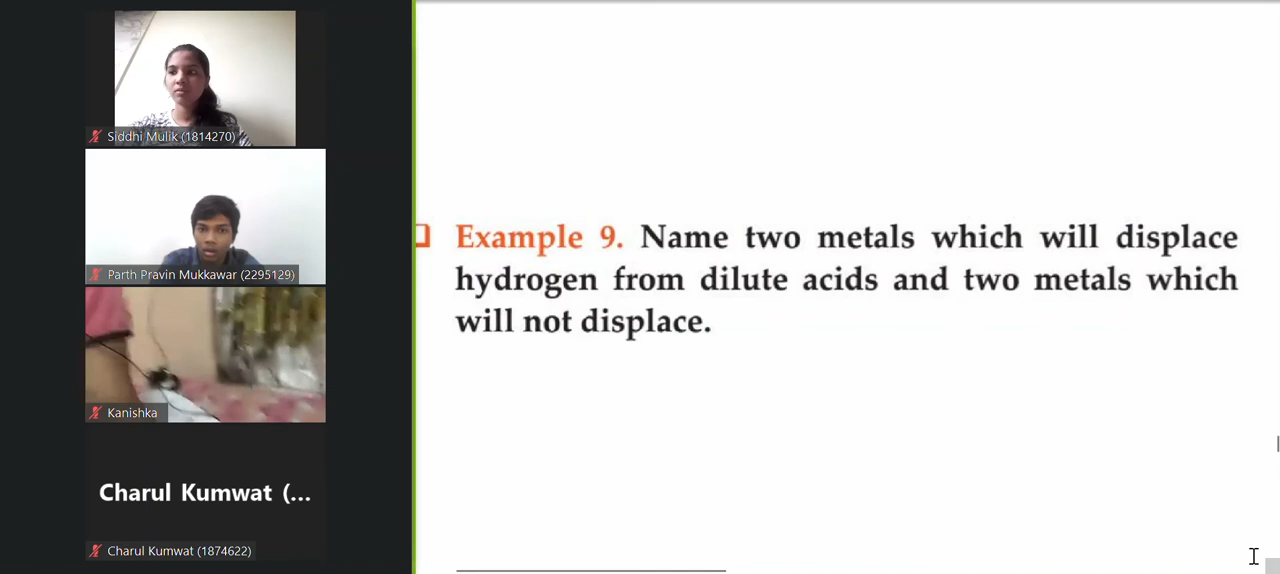 Siddhi Mulik (1814270)
Parth Pravin Mukkawar (2295129)
Kanishka
Charul Kumwat (...
Charul Kumwat (1874622)
Example 9. Name two metals which will displace
hydrogen from dilute acids and two metals which
will not displace.